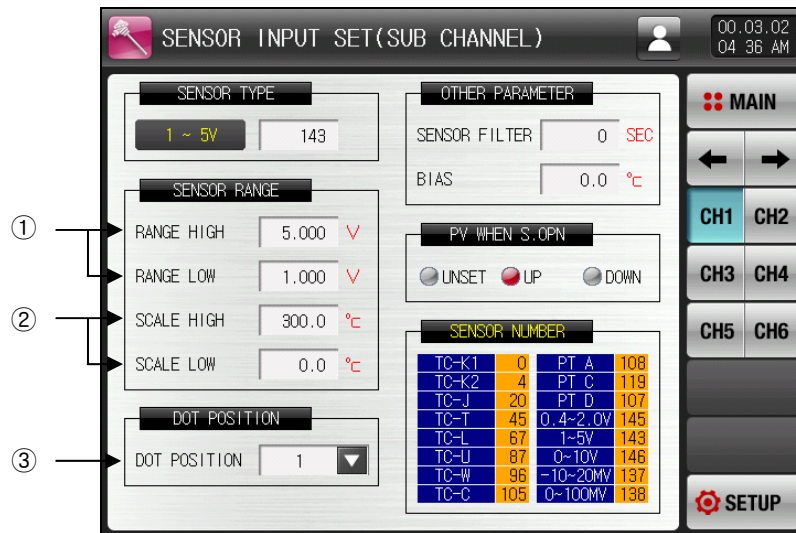 SENSOR INPUT SET(SUB CHANNEL)
00.03.02
04 36 AM
SENSOR TYPE
1 ~ 5V 143
SENSOR RANGE
① RANGE HIGH 5.000 V
RANGE LOW 1.000 V
② SCALE HIGH 300.0 ℃
SCALE LOW 0.0 ℃
DOT POSITION
③ DOT POSITION 1
OTHER PARAMETER
SENSOR FILTER 0 SEC
BIAS 0.0 ℃
PV WHEN S.OPN
UNSET UP DOWN
SENSOR NUMBER
TC-K1 0 PT A 108
TC-K2 4 PT C 119
TC-J 20 PT D 107
TC-T 45 0.4~2.0V 145
TC-L 67 1~5V 143
TC-U 87 0~10V 146
TC-W 96 -10~20MV 137
TC-C 105 0~100MV 138
MAIN
CH1 CH2
CH3 CH4
CH5 CH6
SETUP